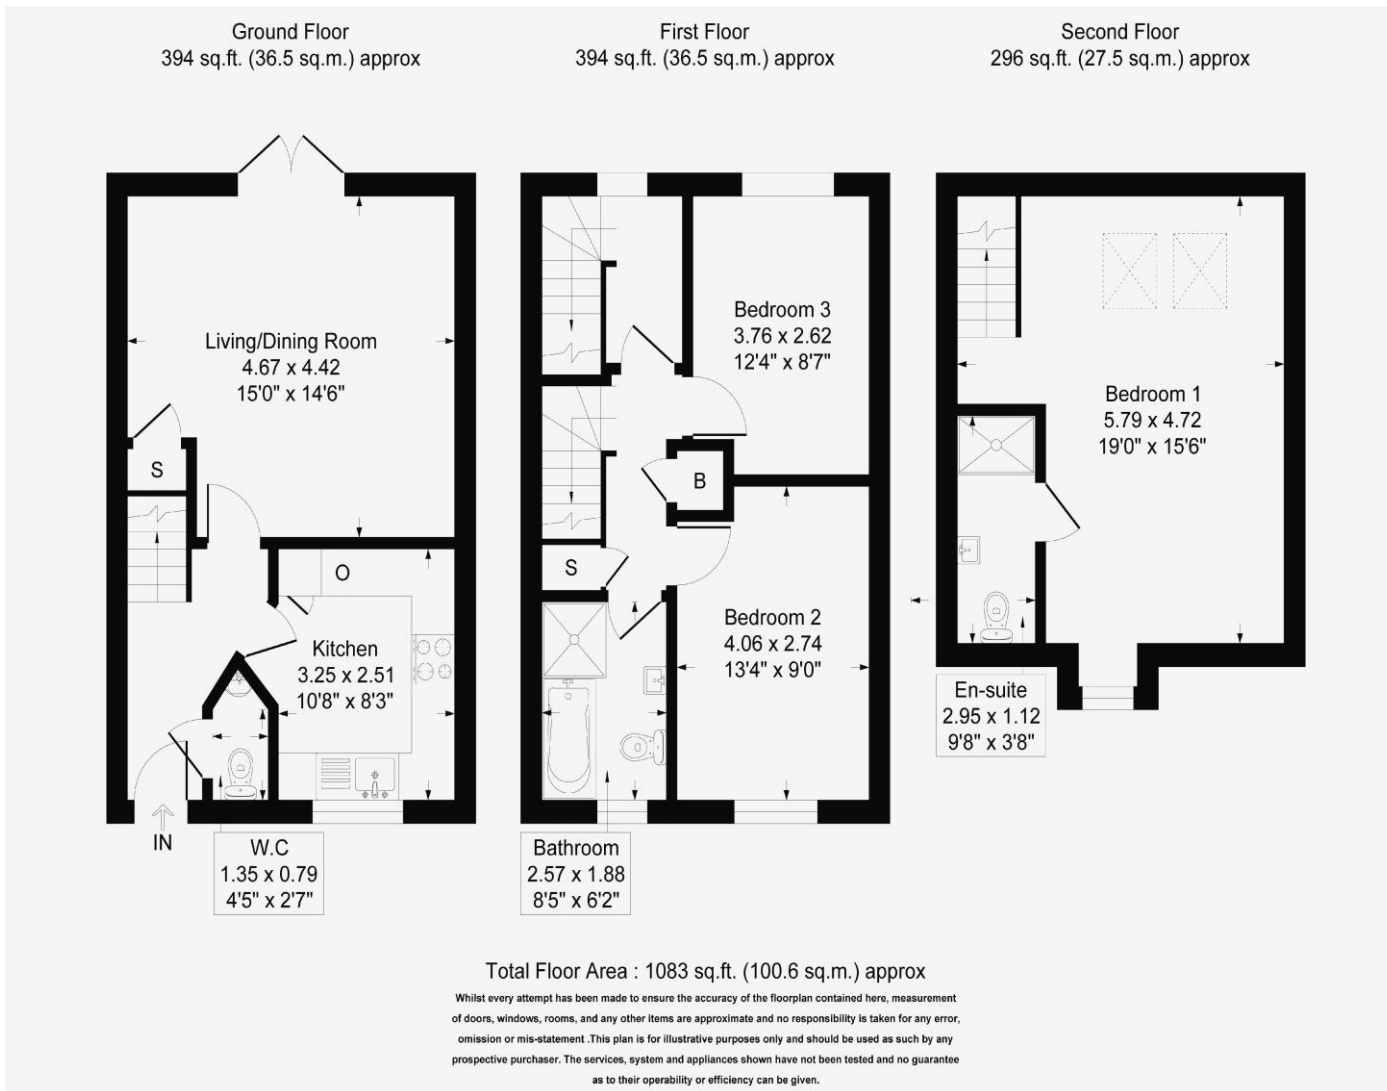 Ground Floor
394 sq.ft. (36.5 sq.m.) approx
First Floor
394 sq.ft. (36.5 sq.m.) approx
Second Floor
296 sq.ft. (27.5 sq.m.) approx
Living/Dining Room
4.67 x 4.42
15'0" x 14'6"
S
O
Kitchen
3.25 x 2.51
10'8" x 8'3"
IN
W.C
1.35 x 0.79
4'5" x 2'7"
Bedroom 3
3.76 x 2.62
12'4" x 8'7"
B
S
Bedroom 2
4.06 x 2.74
13'4" x 9'0"
Bathroom
2.57 x 1.88
8'5" x 6'2"
Bedroom 1
5.79 x 4.72
19'0" x 15'6"
En-suite
2.95 x 1.12
9'8" x 3'8"
Total Floor Area : 1083 sq.ft. (100.6 sq.m.) approx
Whilst every attempt has been made to ensure the accuracy of the floorplan contained here, measurement
of doors, windows, rooms, and any other items are approximate and no responsibility is taken for any error,
omission or mis-statement .This plan is for illustrative purposes only and should be used as such by any
prospective purchaser. The services, system and appliances shown have not been tested and no guarantee
as to their operability or efficiency can be given.